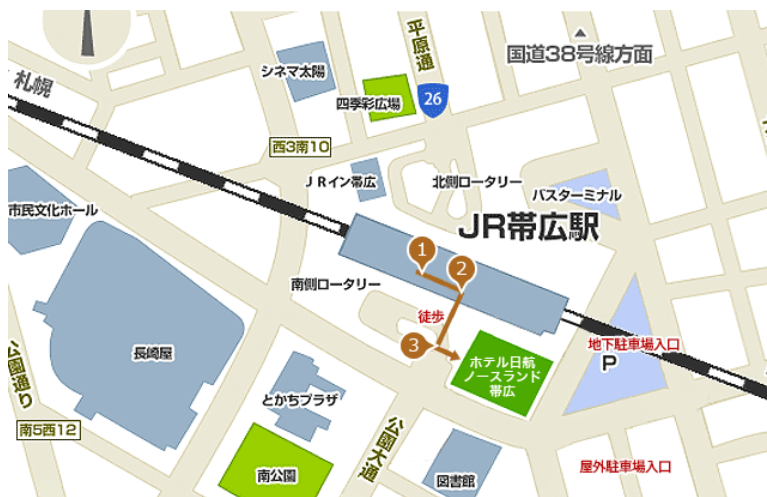 札幌
シネマ太陽
四季彩広場
平原通
26
国道38号線方面
西3南10
JRイン帯広
北側ロータリー
バスターミナル
市民文化ホール
JR帯広駅
1
2
南側ロータリー
徒歩
3
地下駐車場入口
P
ホテル日航
ノースランド
帯広
長崎屋
公園通り
とかちプラザ
公園大通
南5西12
南公園
図書館
屋外駐車場入口